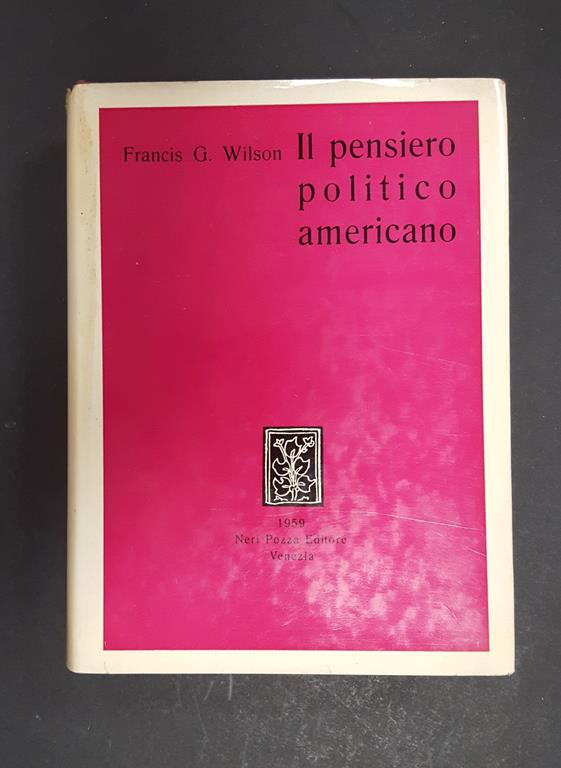 Francis G. Wilson Il pensiero
politico
americano
1959
Neri Pozza Editore
Venezia